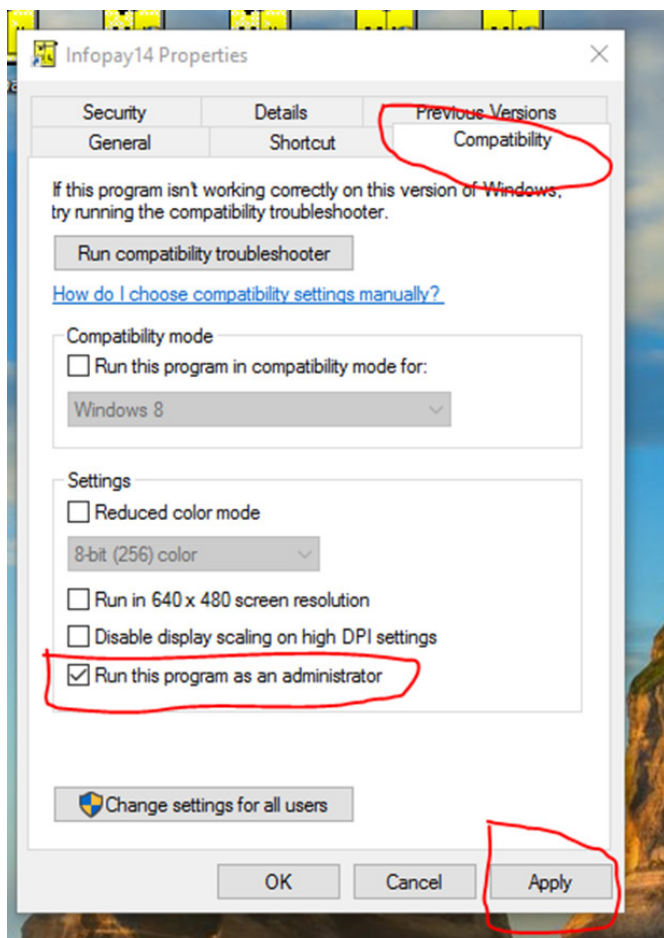 Infopay14 Properties
Security Details Previous Versions
General Shortcut Compatibility
If this program isn't working correctly on this version of Windows,
try running the compatibility troubleshooter.
Run compatibility troubleshooter
How do I choose compatibility settings manually?
Compatibility mode
Run this program in compatibility mode for:
Windows 8
Settings
Reduced color mode
8-bit (256) color
Run in 640 x 480 screen resolution
Disable display scaling on high DPI settings
Run this program as an administrator
Change settings for all users
OK Cancel Apply